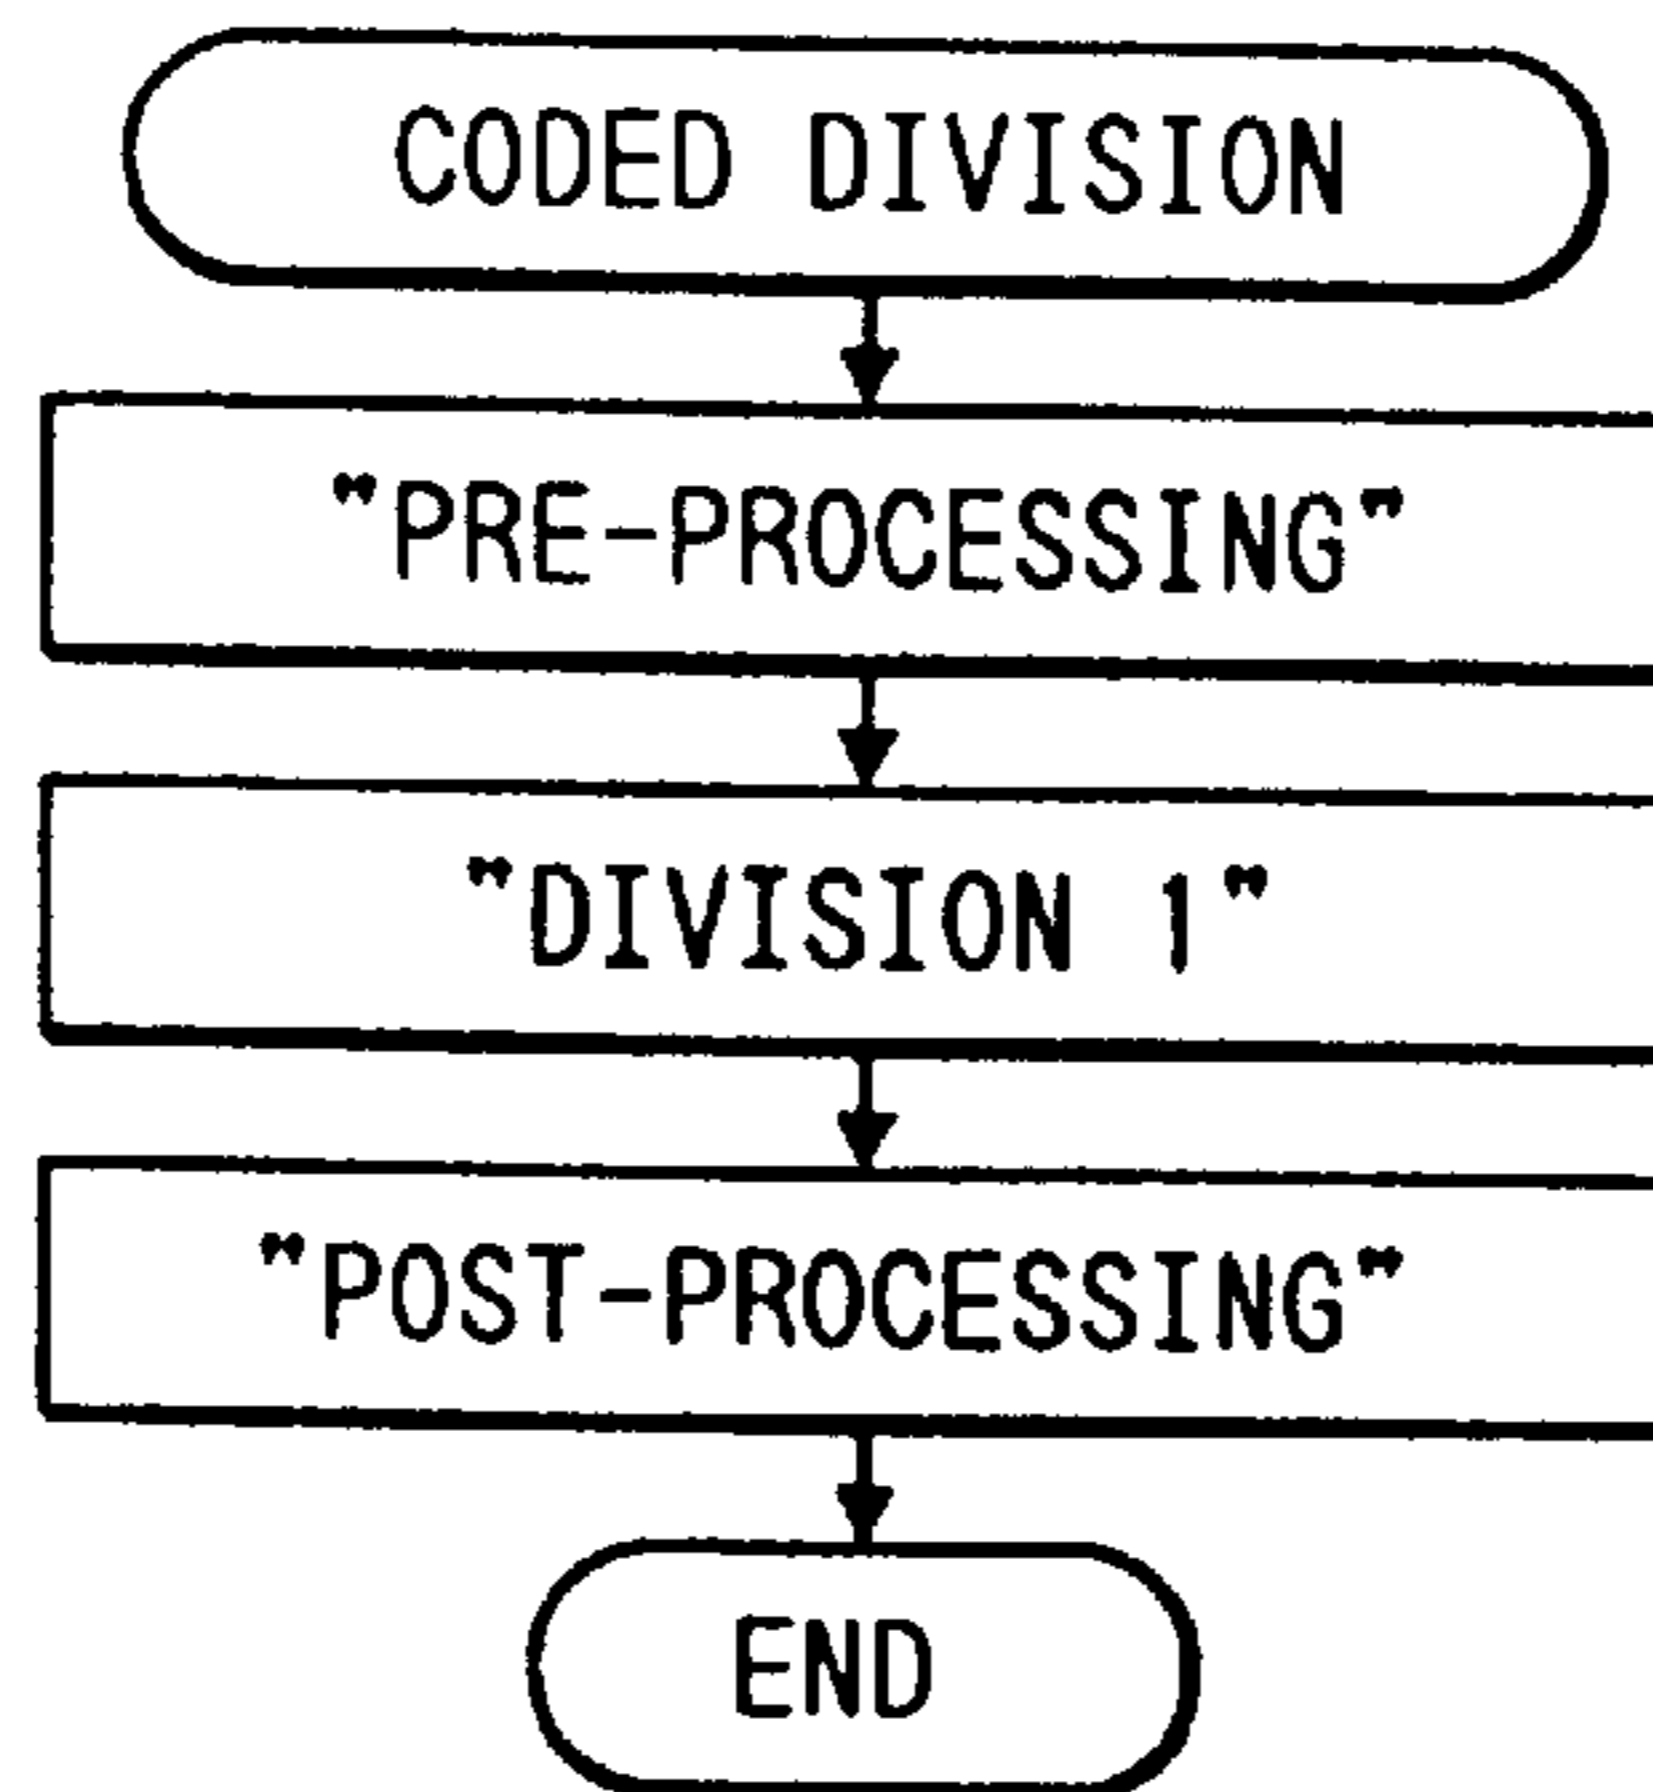 CODED DIVISION
"PRE-PROCESSING"
"DIVISION 1"
"POST-PROCESSING"
END